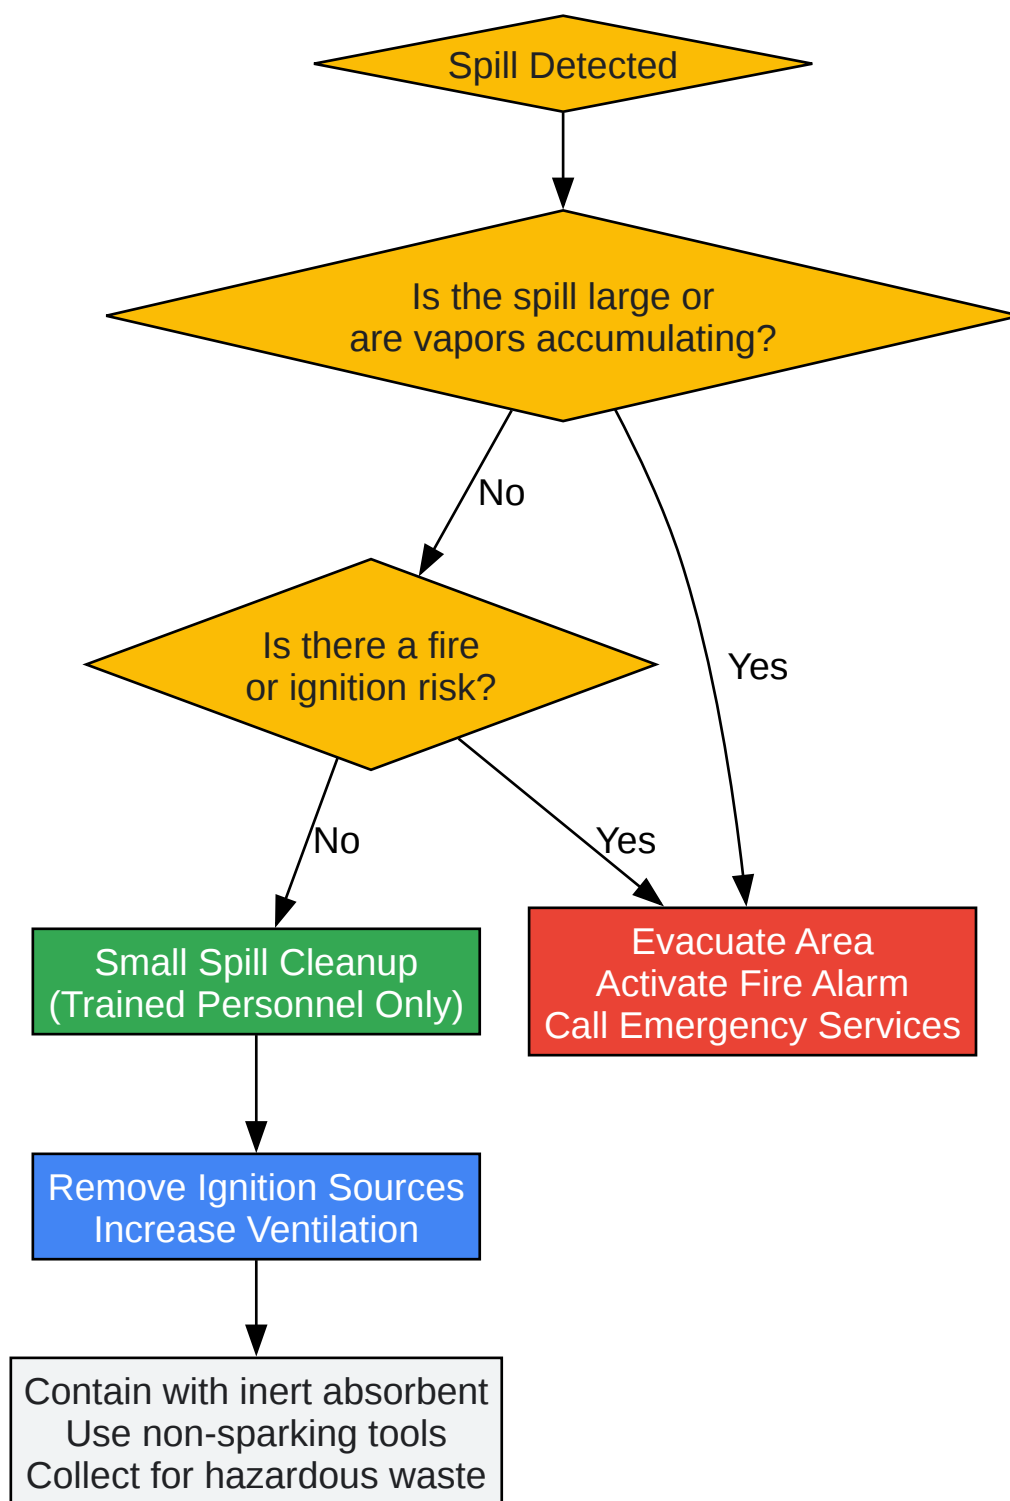 Spill Detected
Is the spill large or
are vapors accumulating?
No
Is there a fire
or ignition risk?
Yes
No
Yes
Small Spill Cleanup
(Trained Personnel Only)
Evacuate Area
Activate Fire Alarm
Call Emergency Services
Remove Ignition Sources
Increase Ventilation
Contain with inert absorbent
Use non-sparking tools
Collect for hazardous waste